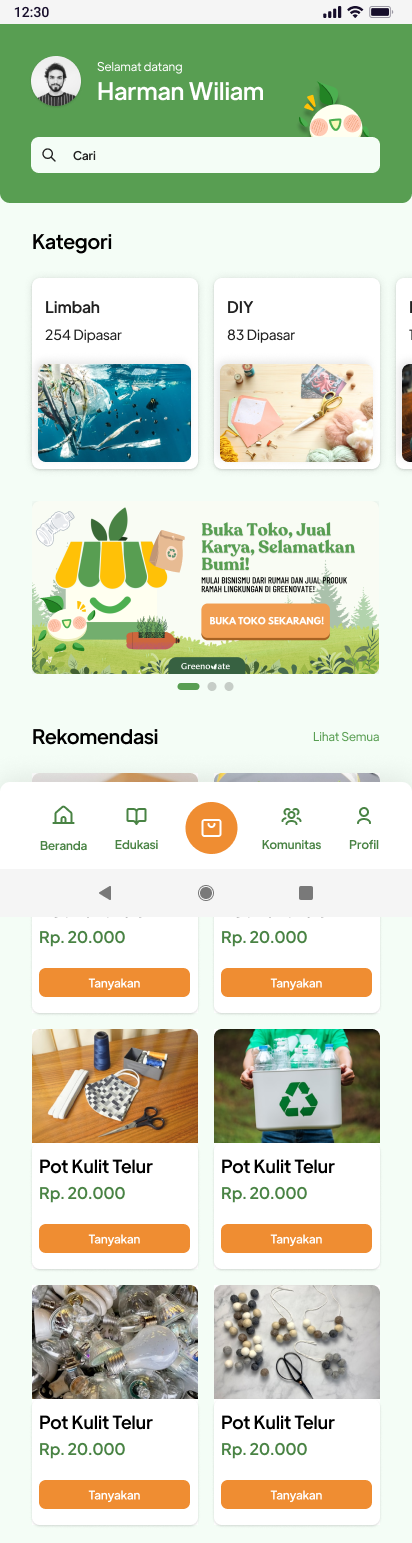 12:30
Selamat datang
Harman Wiliam
Cari
Kategori
Limbah
254 Dipasar
DIY
83 Dipasar
Buka Toko, Jual
Karya, Selamatkan
Bumi!
MULAI BISNISMU DARI RUMAH DAN JUAL PRODUK
RAMAH LINGKUNGAN DI GREENOVATE!
BUKA TOKO SEKARANG!
Greenovate
Rekomendasi
Lihat Semua
Beranda
Edukasi
Komunitas
Profil
Rp. 20.000
Rp. 20.000
Tanyakan
Tanyakan
Pot Kulit Telur
Pot Kulit Telur
Rp. 20.000
Rp. 20.000
Tanyakan
Tanyakan
Pot Kulit Telur
Pot Kulit Telur
Rp. 20.000
Rp. 20.000
Tanyakan
Tanyakan